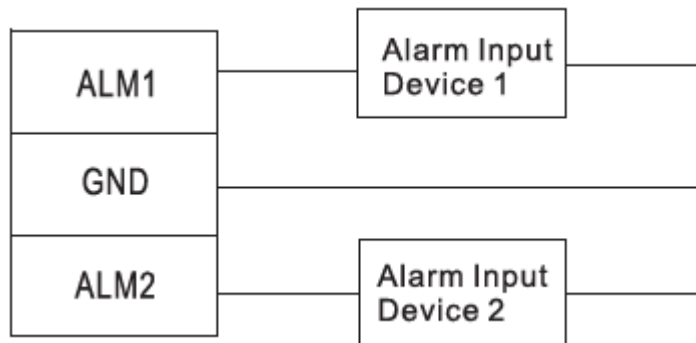 ALM1
Alarm Input
Device 1
GND
ALM2
Alarm Input
Device 2